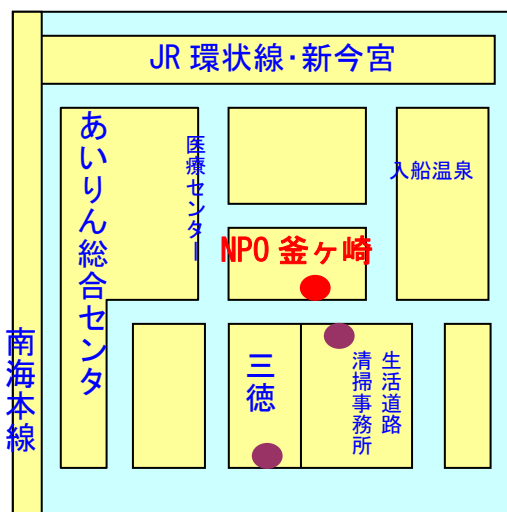 JR 環状線・新今宮
あいりん総合センタ
医療センター
入船温泉
NPO 釜ヶ崎
南海本線
三徳
生活道路
清掃事務所